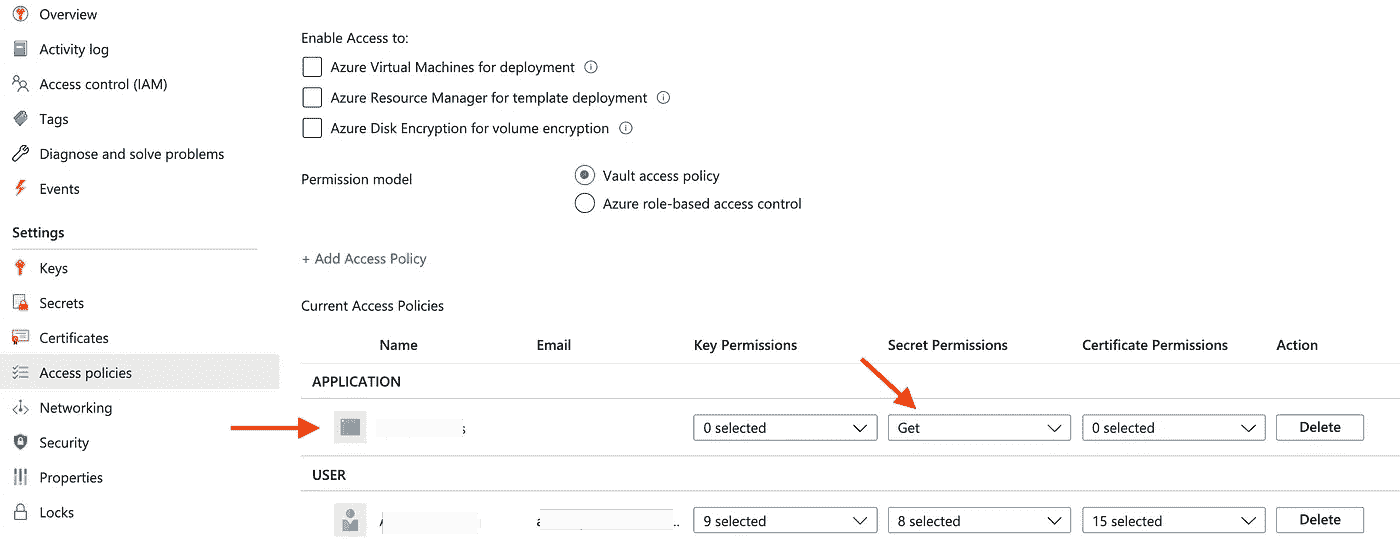 Overview
Activity log
Access control (IAM)
Tags
Diagnose and solve problems
Events
Settings
Keys
Secrets
Certificates
Access policies
Networking
Security
Properties
Locks
Enable Access to:
Azure Virtual Machines for deployment
Azure Resource Manager for template deployment
Azure Disk Encryption for volume encryption
Permission model
Vault access policy
Azure role-based access control
+ Add Access Policy
Current Access Policies
Name Email Key Permissions Secret Permissions Certificate Permissions Action
APPLICATION
s 0 selected Get 0 selected Delete
USER
a .. 9 selected 8 selected 15 selected Delete